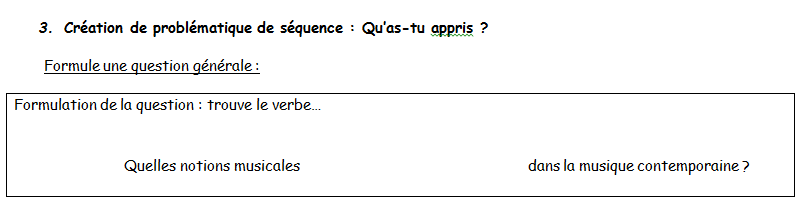 3. Création de problématique de séquence : Qu'as-tu appris ?
Formule une question générale :
Formulation de la question : trouve le verbe…
Quelles notions musicales dans la musique contemporaine ?